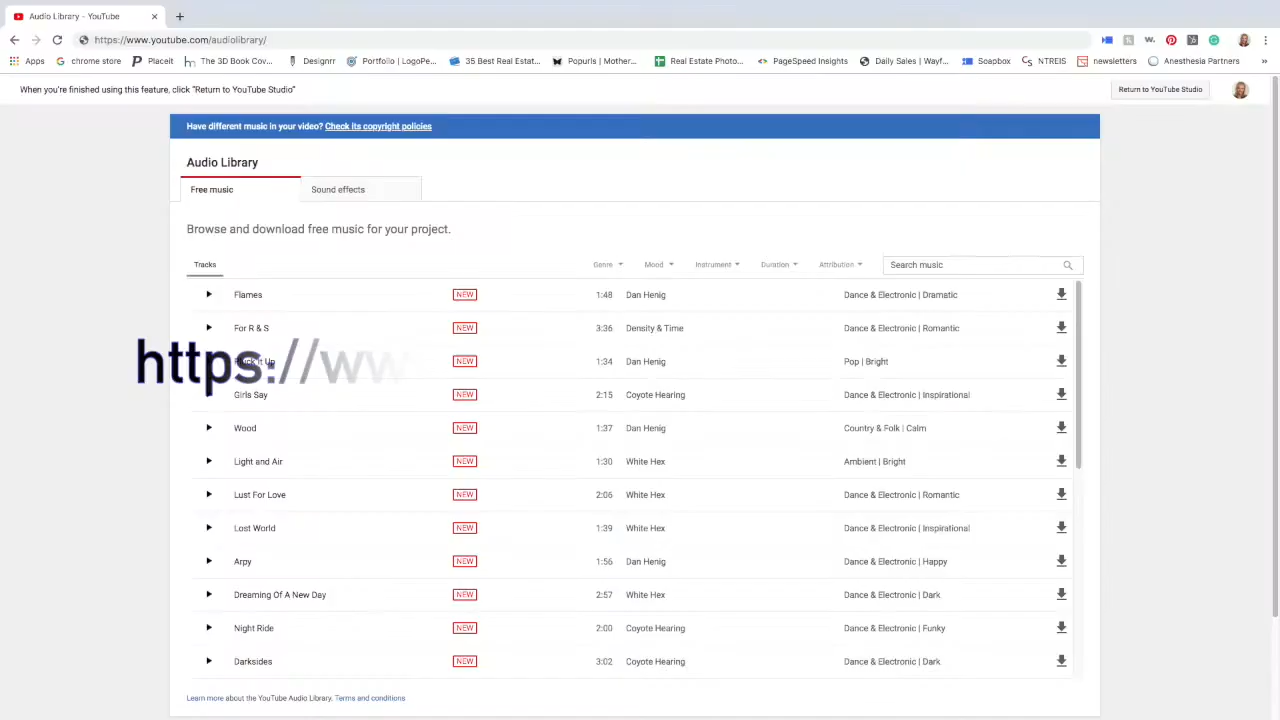 Audio Library - YouTube
https://www.youtube.com/audiolibrary/
Apps chrome store Placeit The 3D Book Cov... Designrr Portfolio | LogoPe... 35 Best Real Estat... Popurls | Mother... Real Estate Photo... PageSpeed Insights Daily Sales | Wayf... Soapbox NTREIS newsletters Anesthesia Partners »
When you're finished using this feature, click "Return to YouTube Studio" Return to YouTube Studio
Have different music in your video? Check its copyright policies
Audio Library
Free music Sound effects
Browse and download free music for your project.
Tracks Genre Mood Instrument Duration Attribution Search music
Flames NEW 1:48 Dan Henig Dance & Electronic | Dramatic
For R & S NEW 3:36 Density & Time Dance & Electronic | Romantic
https://ww
Pluck It Up NEW 1:34 Dan Henig Pop | Bright
Girls Say NEW 2:15 Coyote Hearing Dance & Electronic | Inspirational
Wood NEW 1:37 Dan Henig Country & Folk | Calm
Light and Air NEW 1:30 White Hex Ambient | Bright
Lust For Love NEW 2:06 White Hex Dance & Electronic | Romantic
Lost World NEW 1:39 White Hex Dance & Electronic | Inspirational
Arpy NEW 1:56 Dan Henig Dance & Electronic | Happy
Dreaming Of A New Day NEW 2:57 White Hex Dance & Electronic | Dark
Night Ride NEW 2:00 Coyote Hearing Dance & Electronic | Funky
Darksides NEW 3:02 Coyote Hearing Dance & Electronic | Dark
Learn more about the YouTube Audio Library. Terms and conditions